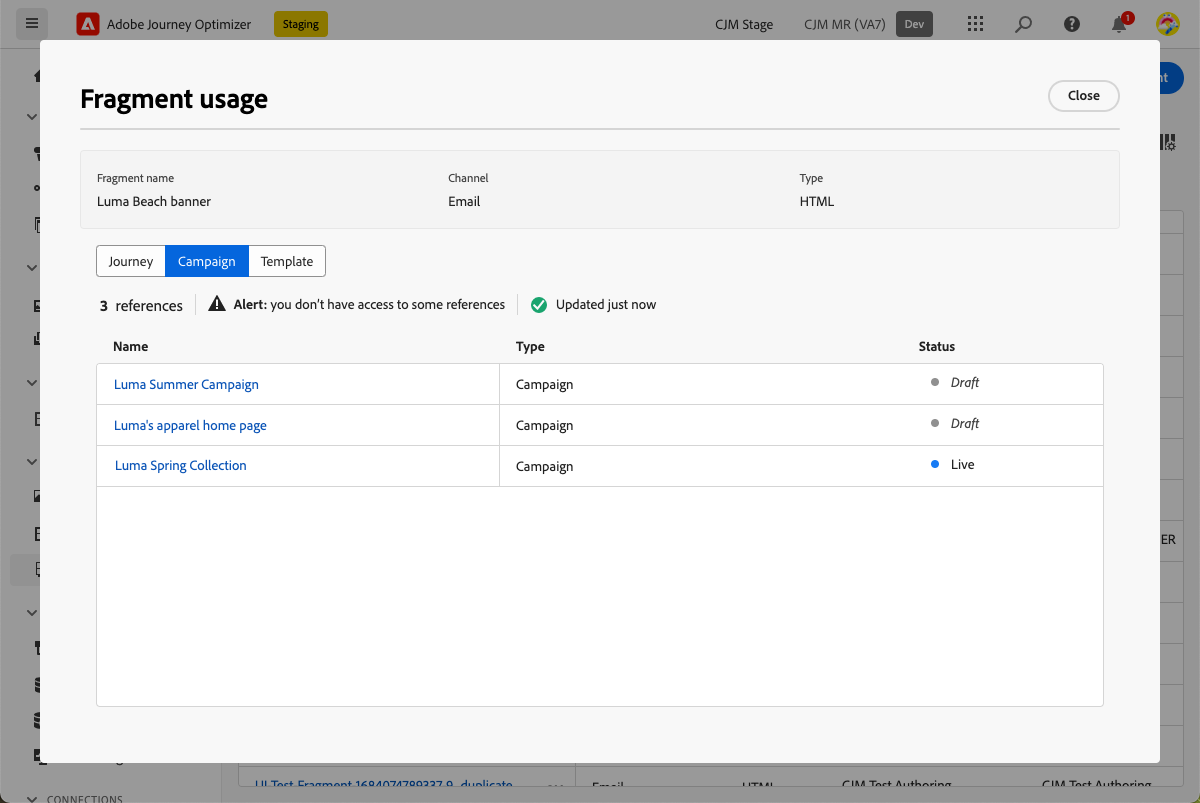 Adobe Journey Optimizer Staging CJM Stage CJM MR (VA7) Dev 1
Fragment usage
Close
Fragment name Channel Type
Luma Beach banner Email HTML
Journey Campaign Template
3 references Alert: you don't have access to some references Updated just now
Name Type Status
Luma Summer Campaign Campaign Draft
Luma's apparel home page Campaign Draft
Luma Spring Collection Campaign Live
ER
UI Test Fragment 1684074789337-9_duplicate Email HTML CJM Test Authoring CJM Test Authoring
CONNECTIONS